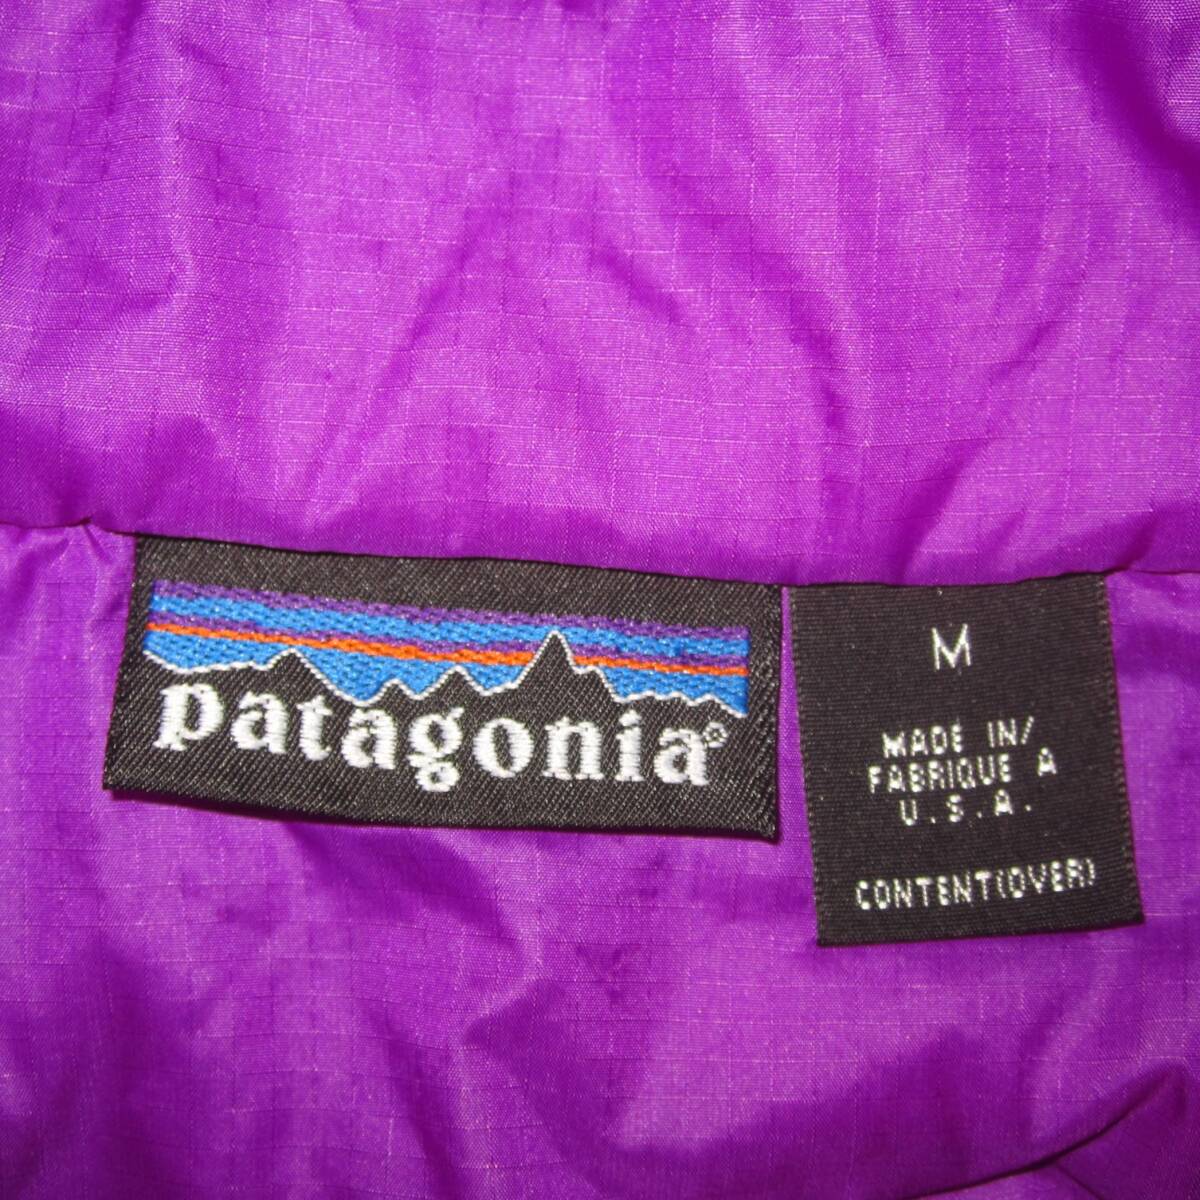 patagonia®
M
MADE IN/
FABRIQUE A
U.S.A.
CONTENT(OVER)